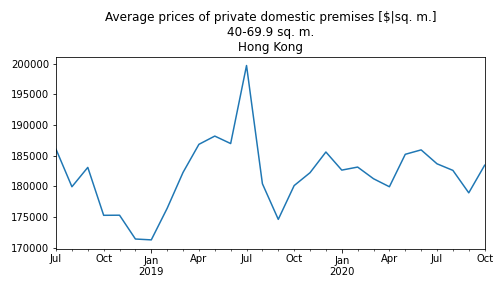 Average prices of private domestic premises [$|sq. m.]
40-69.9 sq. m.
Hong Kong
200000
195000
190000
185000
180000
175000
170000
Jul Oct Jan Apr Jul Oct Jan Apr Jul Oct
2019 2020